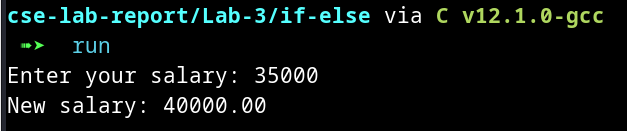 cse-lab-report/Lab-3/if-else via C v12.1.0-gcc
➠➤ run
Enter your salary: 35000
New salary: 40000.00